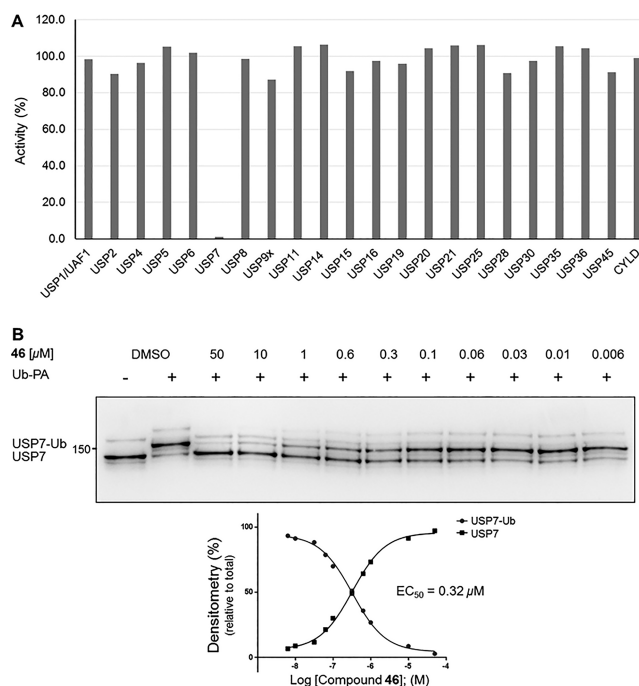 A
120.0
100.0
80.0
60.0
40.0
20.0
0.0
Activity (%)
USP1/UAF1 USP2 USP4 USP5 USP6 USP7 USP8 USP9x USP11 USP14 USP15 USP16 USP19 USP20 USP21 USP25 USP28 USP30 USP35 USP36 USP45 CYLD
B
46 [µM] DMSO 50 10 1 0.6 0.3 0.1 0.06 0.03 0.01 0.006
Ub-PA - + + + + + + + + + + +
USP7-Ub
150
USP7
100
50
0
Densitometry (%)
(relative to total)
USP7-Ub
USP7
EC50 = 0.32 µM
-8 -7 -6 -5 -4
Log [Compound 46]; (M)